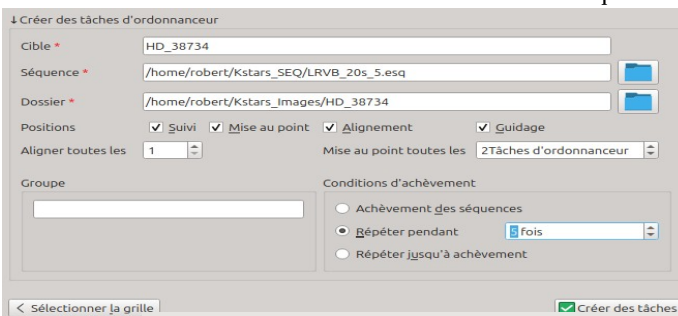 ↓Créer des tâches d'ordonnanceur
Cible * HD_38734
Séquence * /home/robert/Kstars_SEQ/LRVB_20s_5.esq
Dossier * /home/robert/Kstars_Images/HD_38734
Positions Suivi Mise au point Alignement Guidage
Aligner toutes les 1 Mise au point toutes les 2Tâches d'ordonnanceur
Groupe Conditions d'achèvement
Achèvement des séquences
Répéter pendant 5 fois
Répéter jusqu'à achèvement
< Sélectionner la grille Créer des tâches